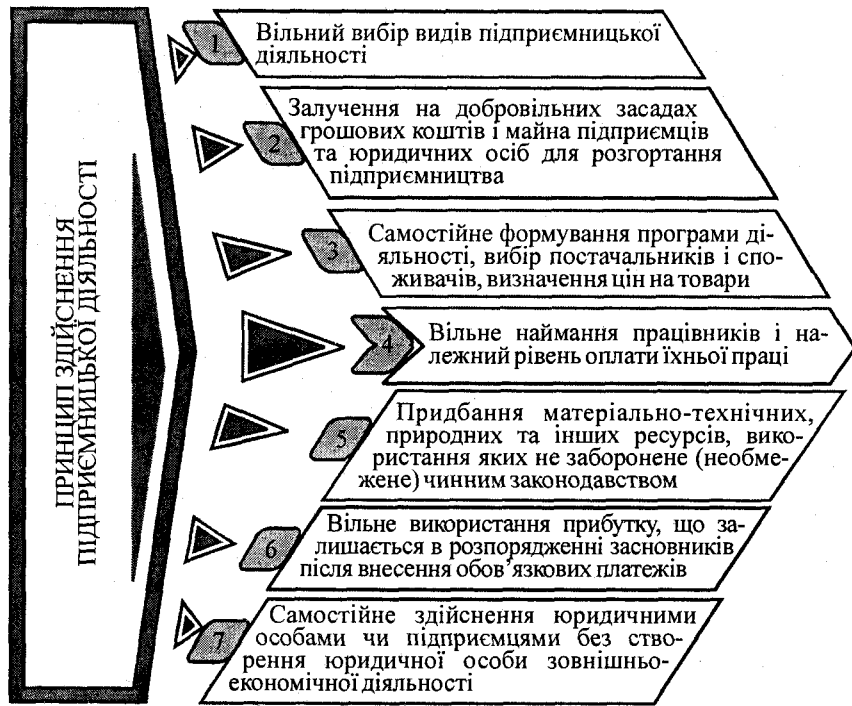 ПРИНЦИП ЗДІЙСНЕННЯ
ПІДПРИЄМНИЦЬКОЇ ДІЯЛЬНОСТІ
1
Вільний вибір видів підприємницької
діяльності
2
Залучення на добровільних засадах
грошових коштів і майна підприємців
та юридичних осіб для розгортання
підприємництва
3
Самостійне формування програми ді-
яльності, вибір постачальників і спо-
живачів, визначення цін на товари
4
Вільне наймання працівників і на-
лежний рівень оплати їхньої праці
5
Придбання матеріально-технічних,
природних та інших ресурсів, вико-
ристання яких не заборонене (необме-
жене) чинним законодавством
6
Вільне використання прибутку, що за-
лишається в розпорядженні засновників
після внесення обов’язкових платежів
7
Самостійне здійснення юридичними
особами чи підприємцями без ство-
рення юридичної особи зовнішньо-
економічної діяльності